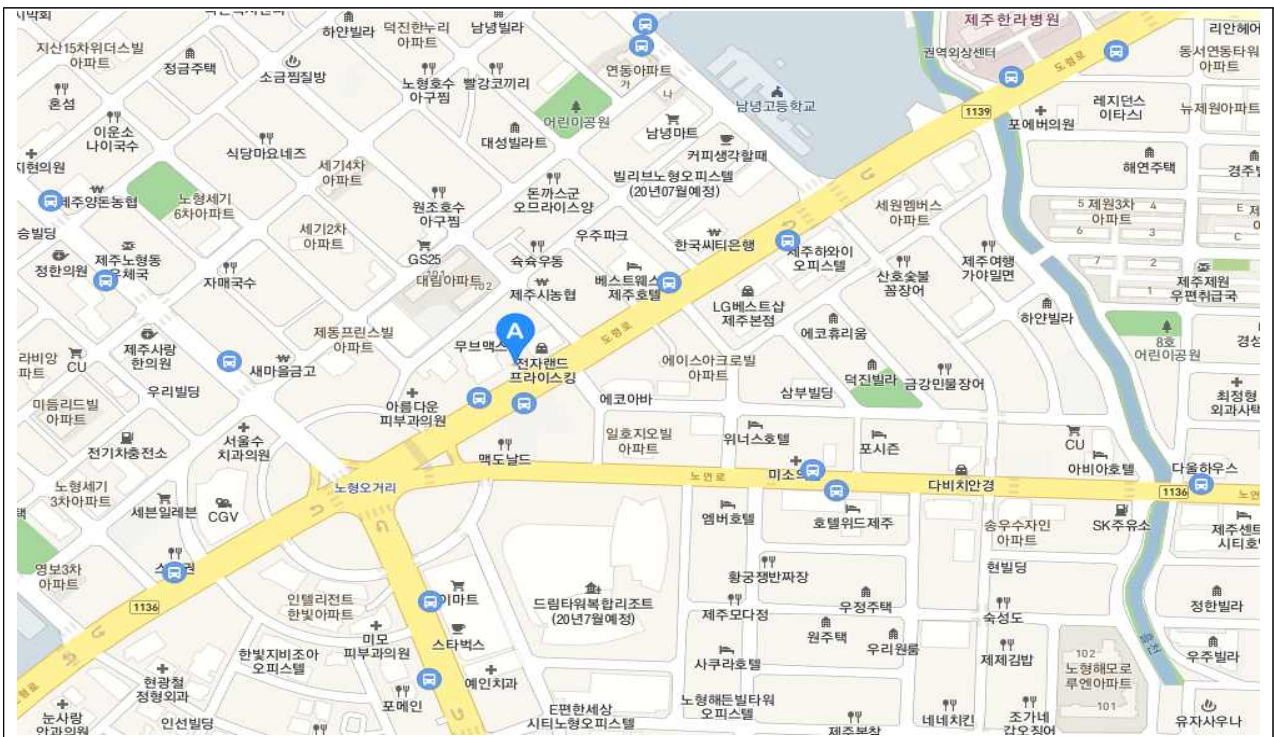 하얀빌라
덕진한누리
아파트
남녕빌라
제주한라병원
리안헤어
지산15차위더스빌
아파트
정금주택
소금찜질방
노형호수
아구찜
빨강코끼리
연동아파트
가
나
권역외상센터
도령로
동서연동타워
아파트
혼섬
어린이공원
남녕고등학교
1139
레지던스
이타스I
뉴제원아파트
이운소
나이국수
식당마요네즈
대성빌라트
남녕마트
포에버의원
지현의원
세기4차
아파트
커피생각할때
해연주택
제주양돈농협
노형세기
6차아파트
원조호수
아구찜
돈까스군
오므라이스양
빌리브노형오피스텔
(20년07월예정)
세원멤버스
아파트
5
제원3차
아파트
4
E
6
3
C
세기2차
아파트
우주파크
한국씨티은행
정한의원
제주노형동
우체국
자매국수
GS25
101
대림아파트
102
슉슉우동
제주시농협
베스트웨스
제주호텔
제주하와이
오피스텔
산호숯불
꼼장어
제주여행
가야밀면
7
2
1
제주제원
우편취급국
LG베스트샵
제주본점
에코휴리움
하얀빌라
제동프린스빌
아파트
무브맥스
A
전자랜드
프라이스킹
도령로
8호
어린이공원
제주사랑
한의원
CU
새마을금고
에이스아크로빌
아파트
덕진빌라
금강민물장어
우리빌딩
아름다운
피부과의원
에코아바
삼부빌딩
최정형
외과사택
미듬리드빌
아파트
전기차충전소
서울수
치과의원
맥도날드
일호지오빌
아파트
위너스호텔
포시즌
CU
아비아호텔
다올하우스
노형세기
3차아파트
노형오거리
노연로
미소의
다비치안경
1136
세븐일레븐
CGV
엠버호텔
호텔위드제주
송우수자인
아파트
SK주유소
제주센트
영보3차
아파트
황궁쟁반짜장
현빌딩
1136
인텔리전트
한빛아파트
이마트
드림타워복합리조트
(20년7월예정)
제주모다정
우정주택
숙성도
정한빌라
한빛지비조아
오피스텔
미모
피부과의원
스타벅스
원주택
우리원룸
제제김밥
102
노형해모로
루엔아파트
101
흘천
우주빌라
현광철
정형외과
예인치과
사쿠라호텔
눈사랑
안과의원
인선빌딩
포메인
E편한세상
시티노형오피스텔
노형해든빌타워
오피스텔
제주본참
네네치킨
조가네
갑오징어
유자사우나